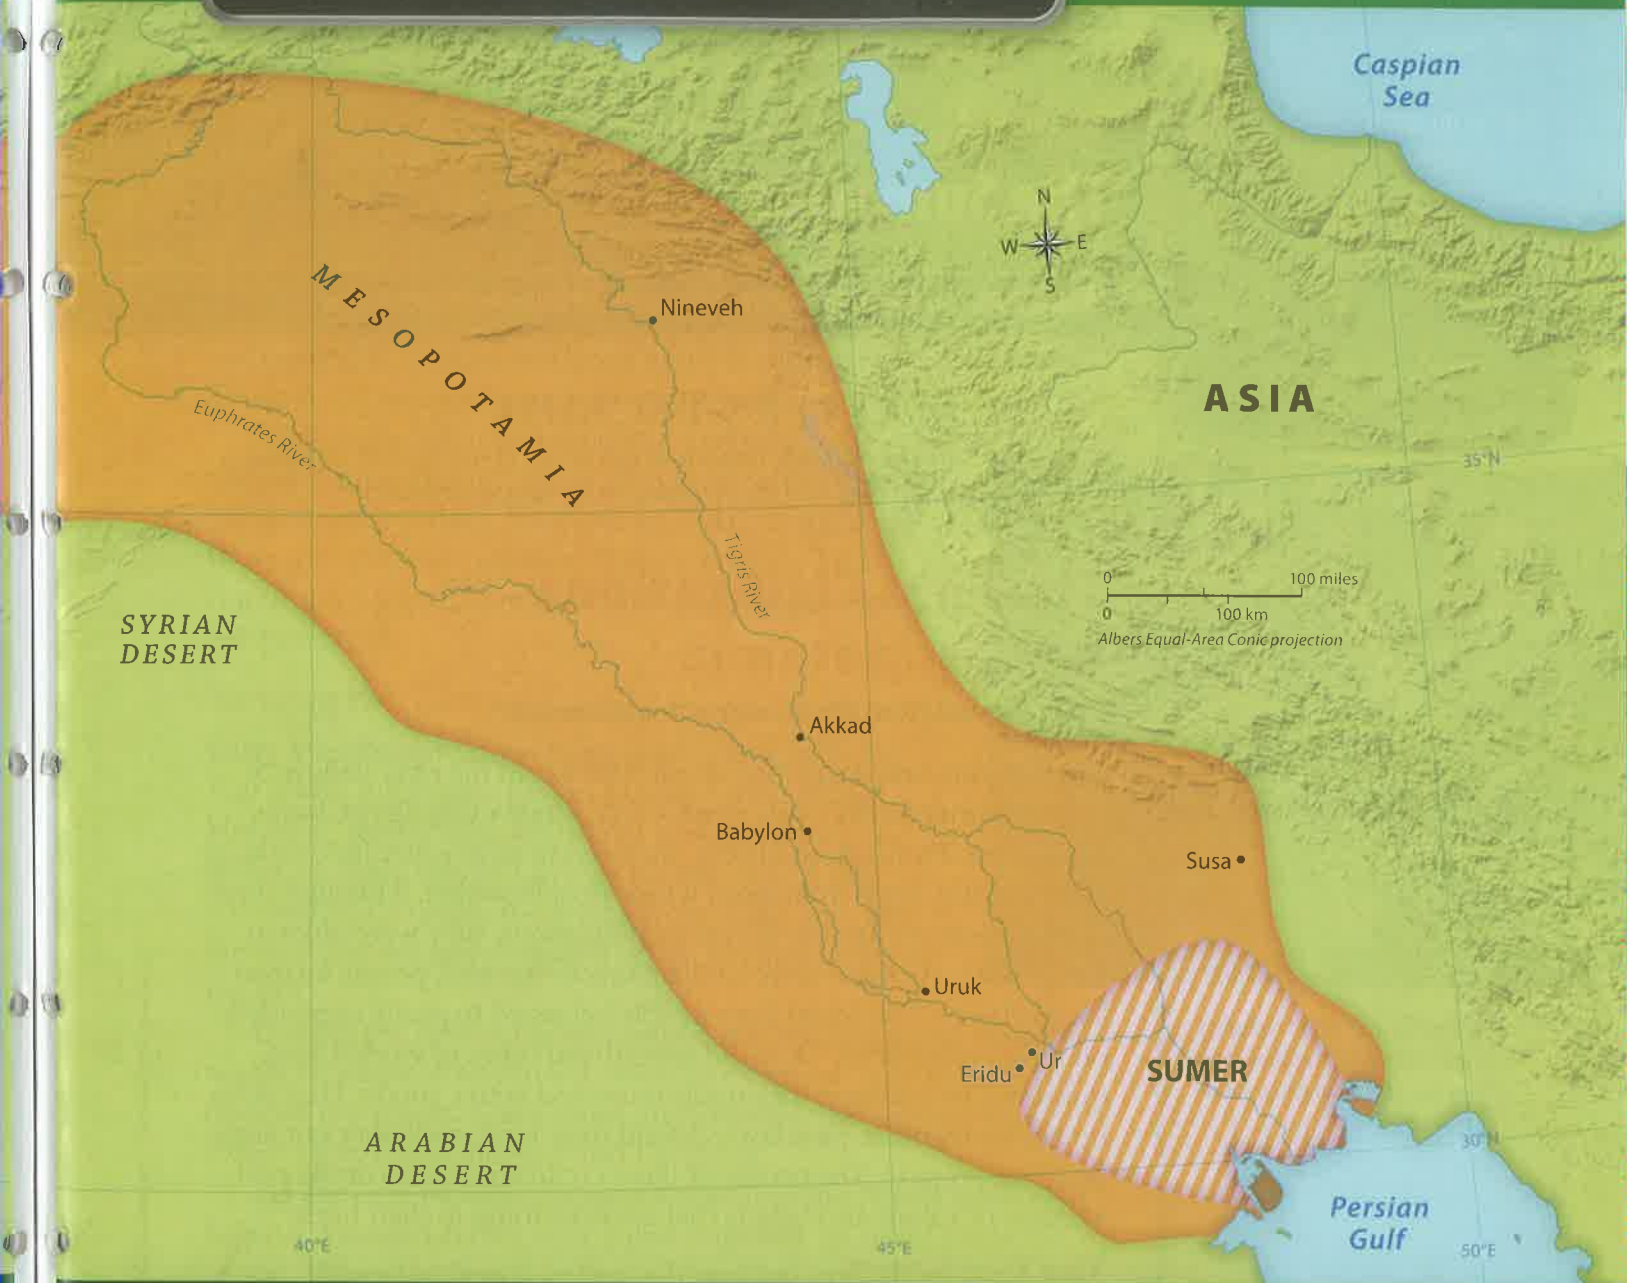 Caspian
Sea
N
W
E
S
MESOPOTAMIA
Nineveh
ASIA
Euphrates River
35°N
Tigris River
0
100 miles
0
100 km
Albers Equal-Area Conic projection
SYRIAN
DESERT
Akkad
Babylon
Susa
Uruk
Ur
Eridu
SUMER
ARABIAN
DESERT
30°N
Persian
Gulf
40°E
45°E
50°E